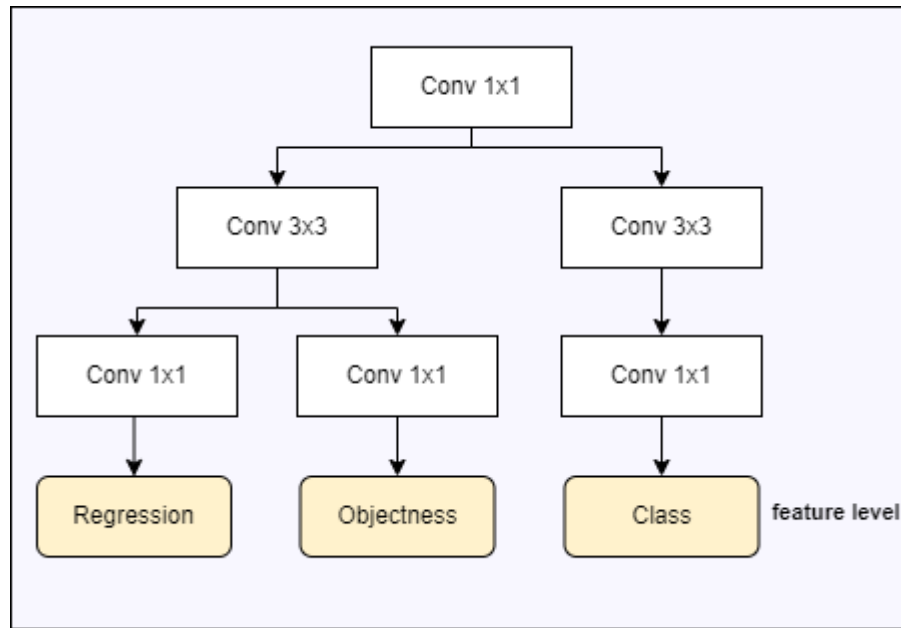 Conv 1x1
Conv 3x3
Conv 3x3
Conv 1x1
Conv 1x1
Conv 1x1
Regression
Objectness
Class
feature level